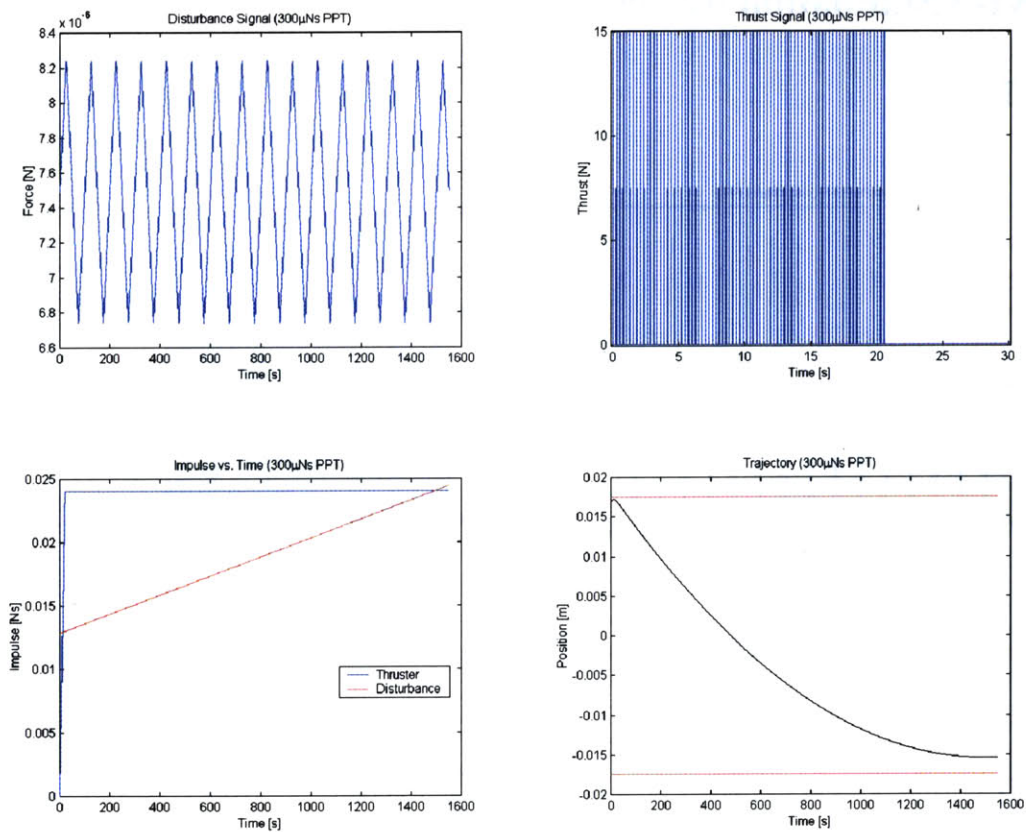 Disturbance Signal (300µNs PPT)
x 10⁻⁶
8.4
8.2
8
7.8
7.6
7.4
7.2
7
6.8
6.6
Force [N]
0 200 400 600 800 1000 1200 1400 1600
Time [s]
Thrust Signal (300µNs PPT)
15
10
5
0
Thrust [N]
0 5 10 15 20 25 30
Time [s]
Impulse vs. Time (300µNs PPT)
0.025
0.02
0.015
0.01
0.005
0
Impulse [Ns]
Thruster
Disturbance
0 200 400 600 800 1000 1200 1400 1600
Time [s]
Trajectory (300µNs PPT)
0.02
0.015
0.01
0.005
0
-0.005
-0.01
-0.015
-0.02
Position [m]
0 200 400 600 800 1000 1200 1400 1600
Time [s]